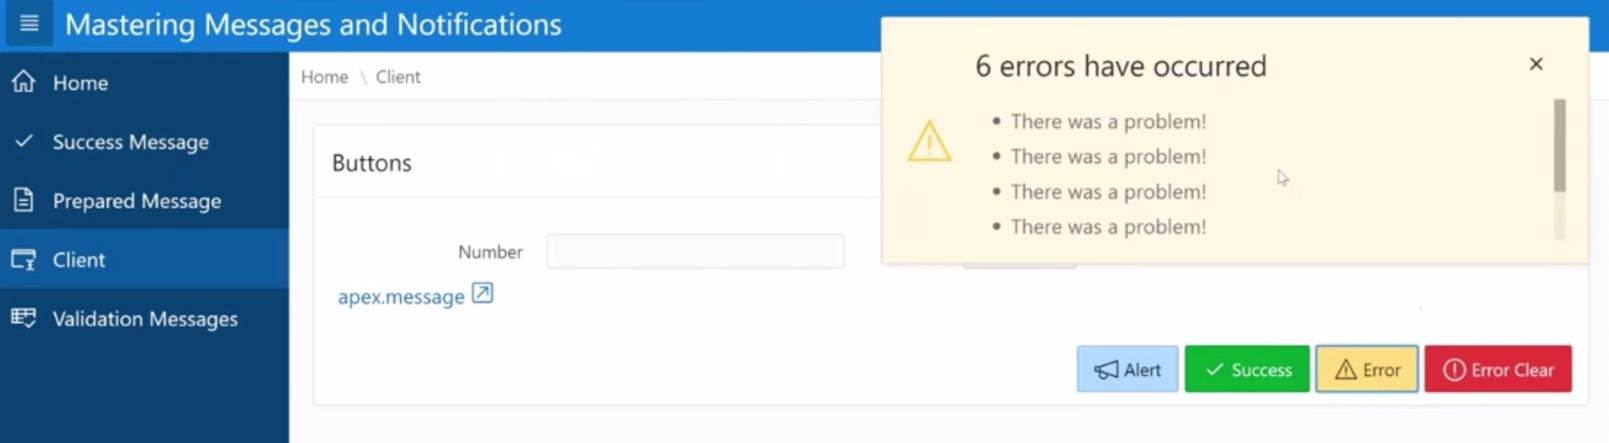 Mastering Messages and Notifications
Home
Success Message
Prepared Message
Client
Validation Messages
Home \ Client
6 errors have occurred
• There was a problem!
• There was a problem!
• There was a problem!
• There was a problem!
Buttons
Number
apex.message
Alert
Success
Error
Error Clear